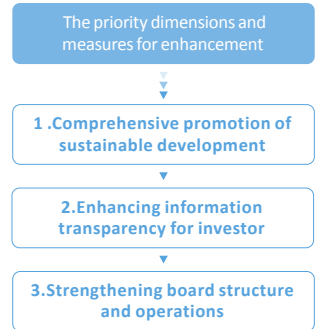 The priority dimensions and
measures for enhancement
1 .Comprehensive promotion of
sustainable development
2.Enhancing information
transparency for investor
3.Strengthening board structure
and operations